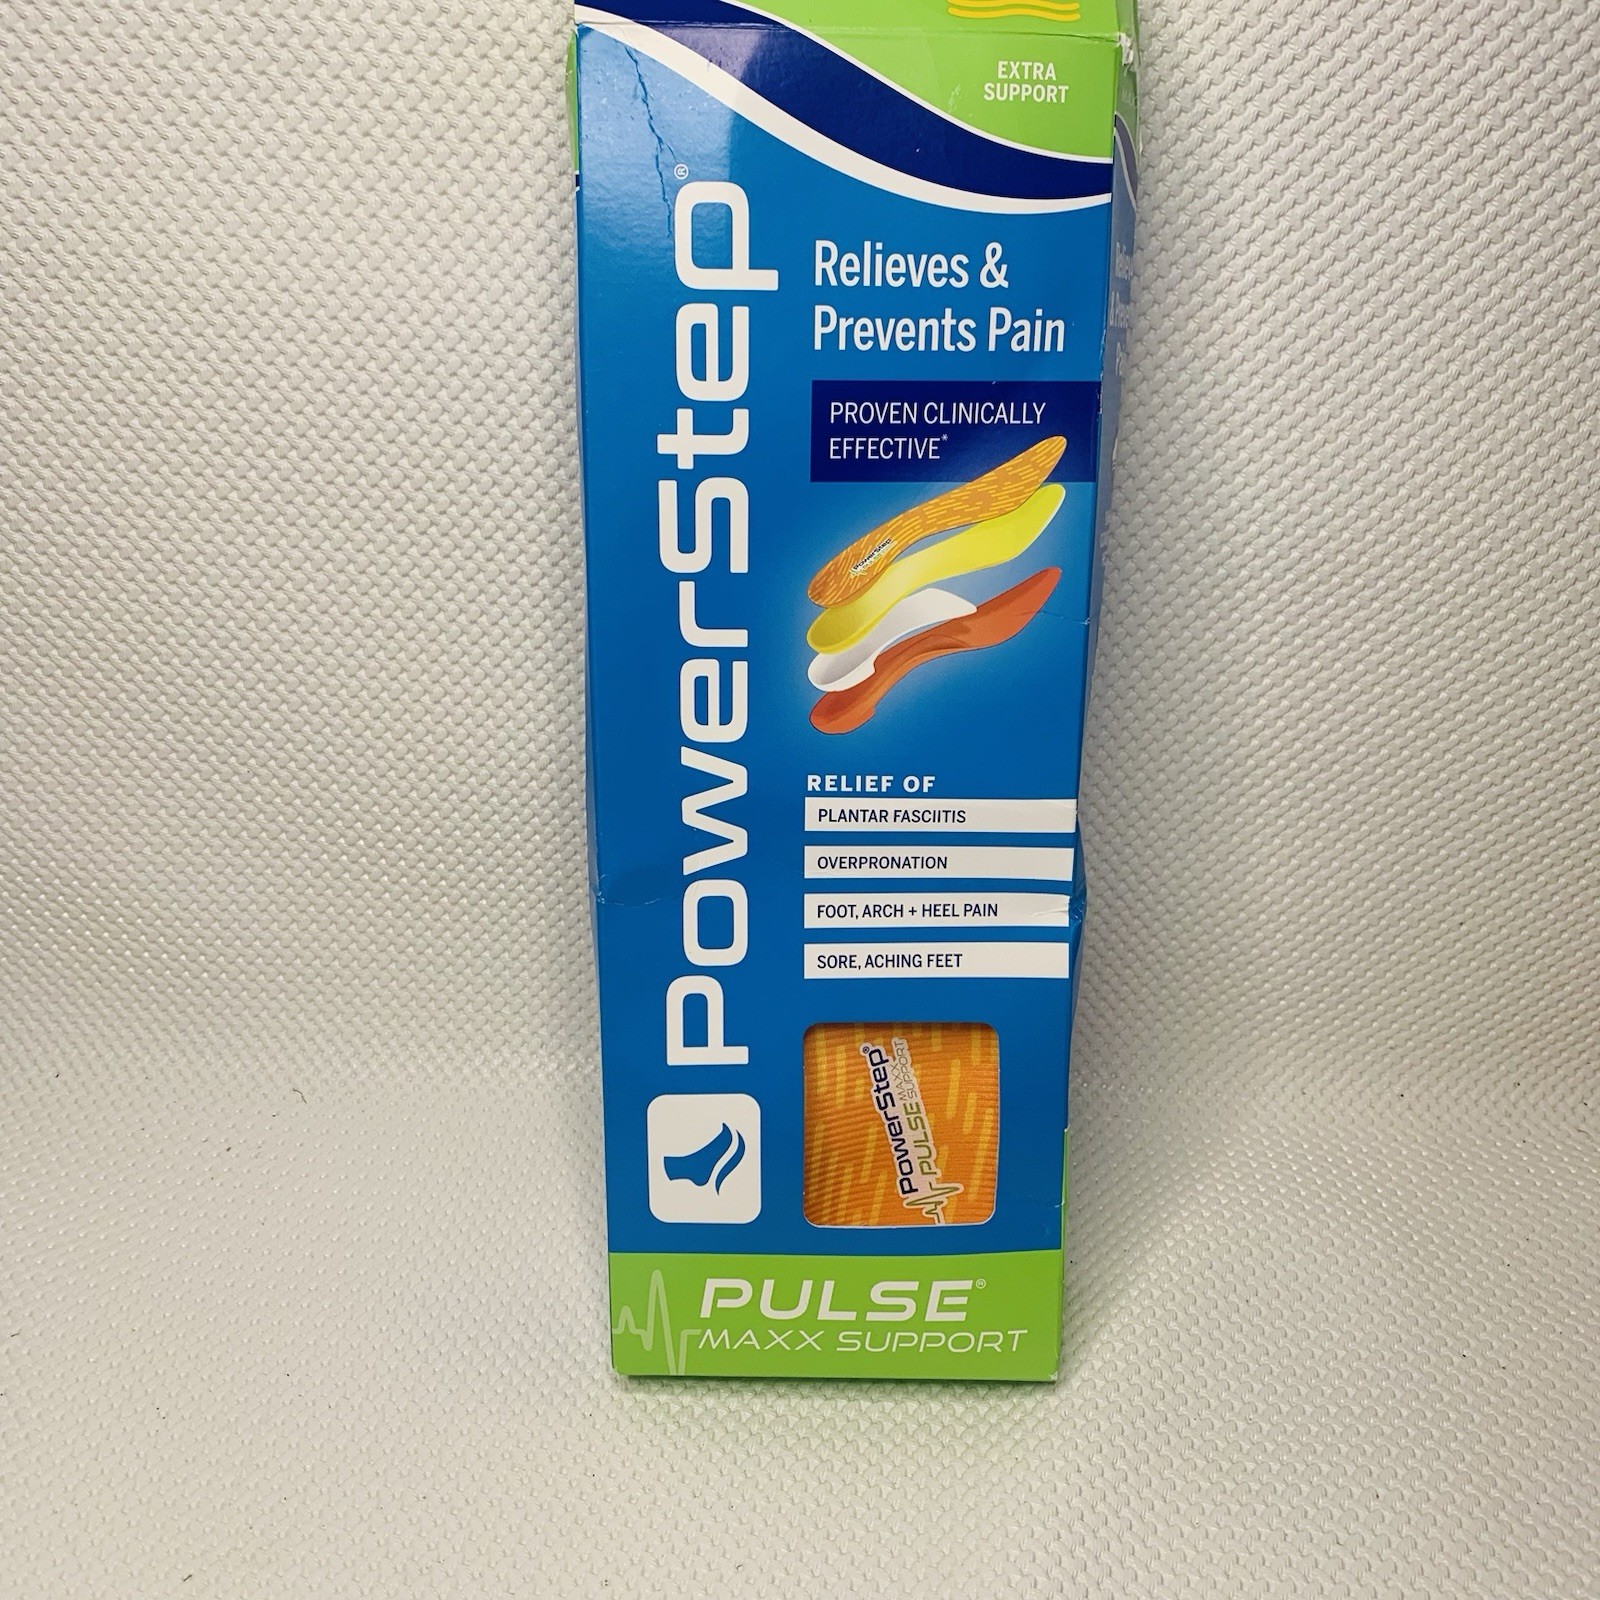 EXTRA
SUPPORT
PowerStep®
Relieves &
Prevents Pain
PROVEN CLINICALLY
EFFECTIVE*
PowerStep
RELIEF OF
PLANTAR FASCIITIS
OVERPRONATION
FOOT, ARCH + HEEL PAIN
SORE, ACHING FEET
PowerStep®
PULSE MAXX SUPPORT
PULSE®
MAXX SUPPORT